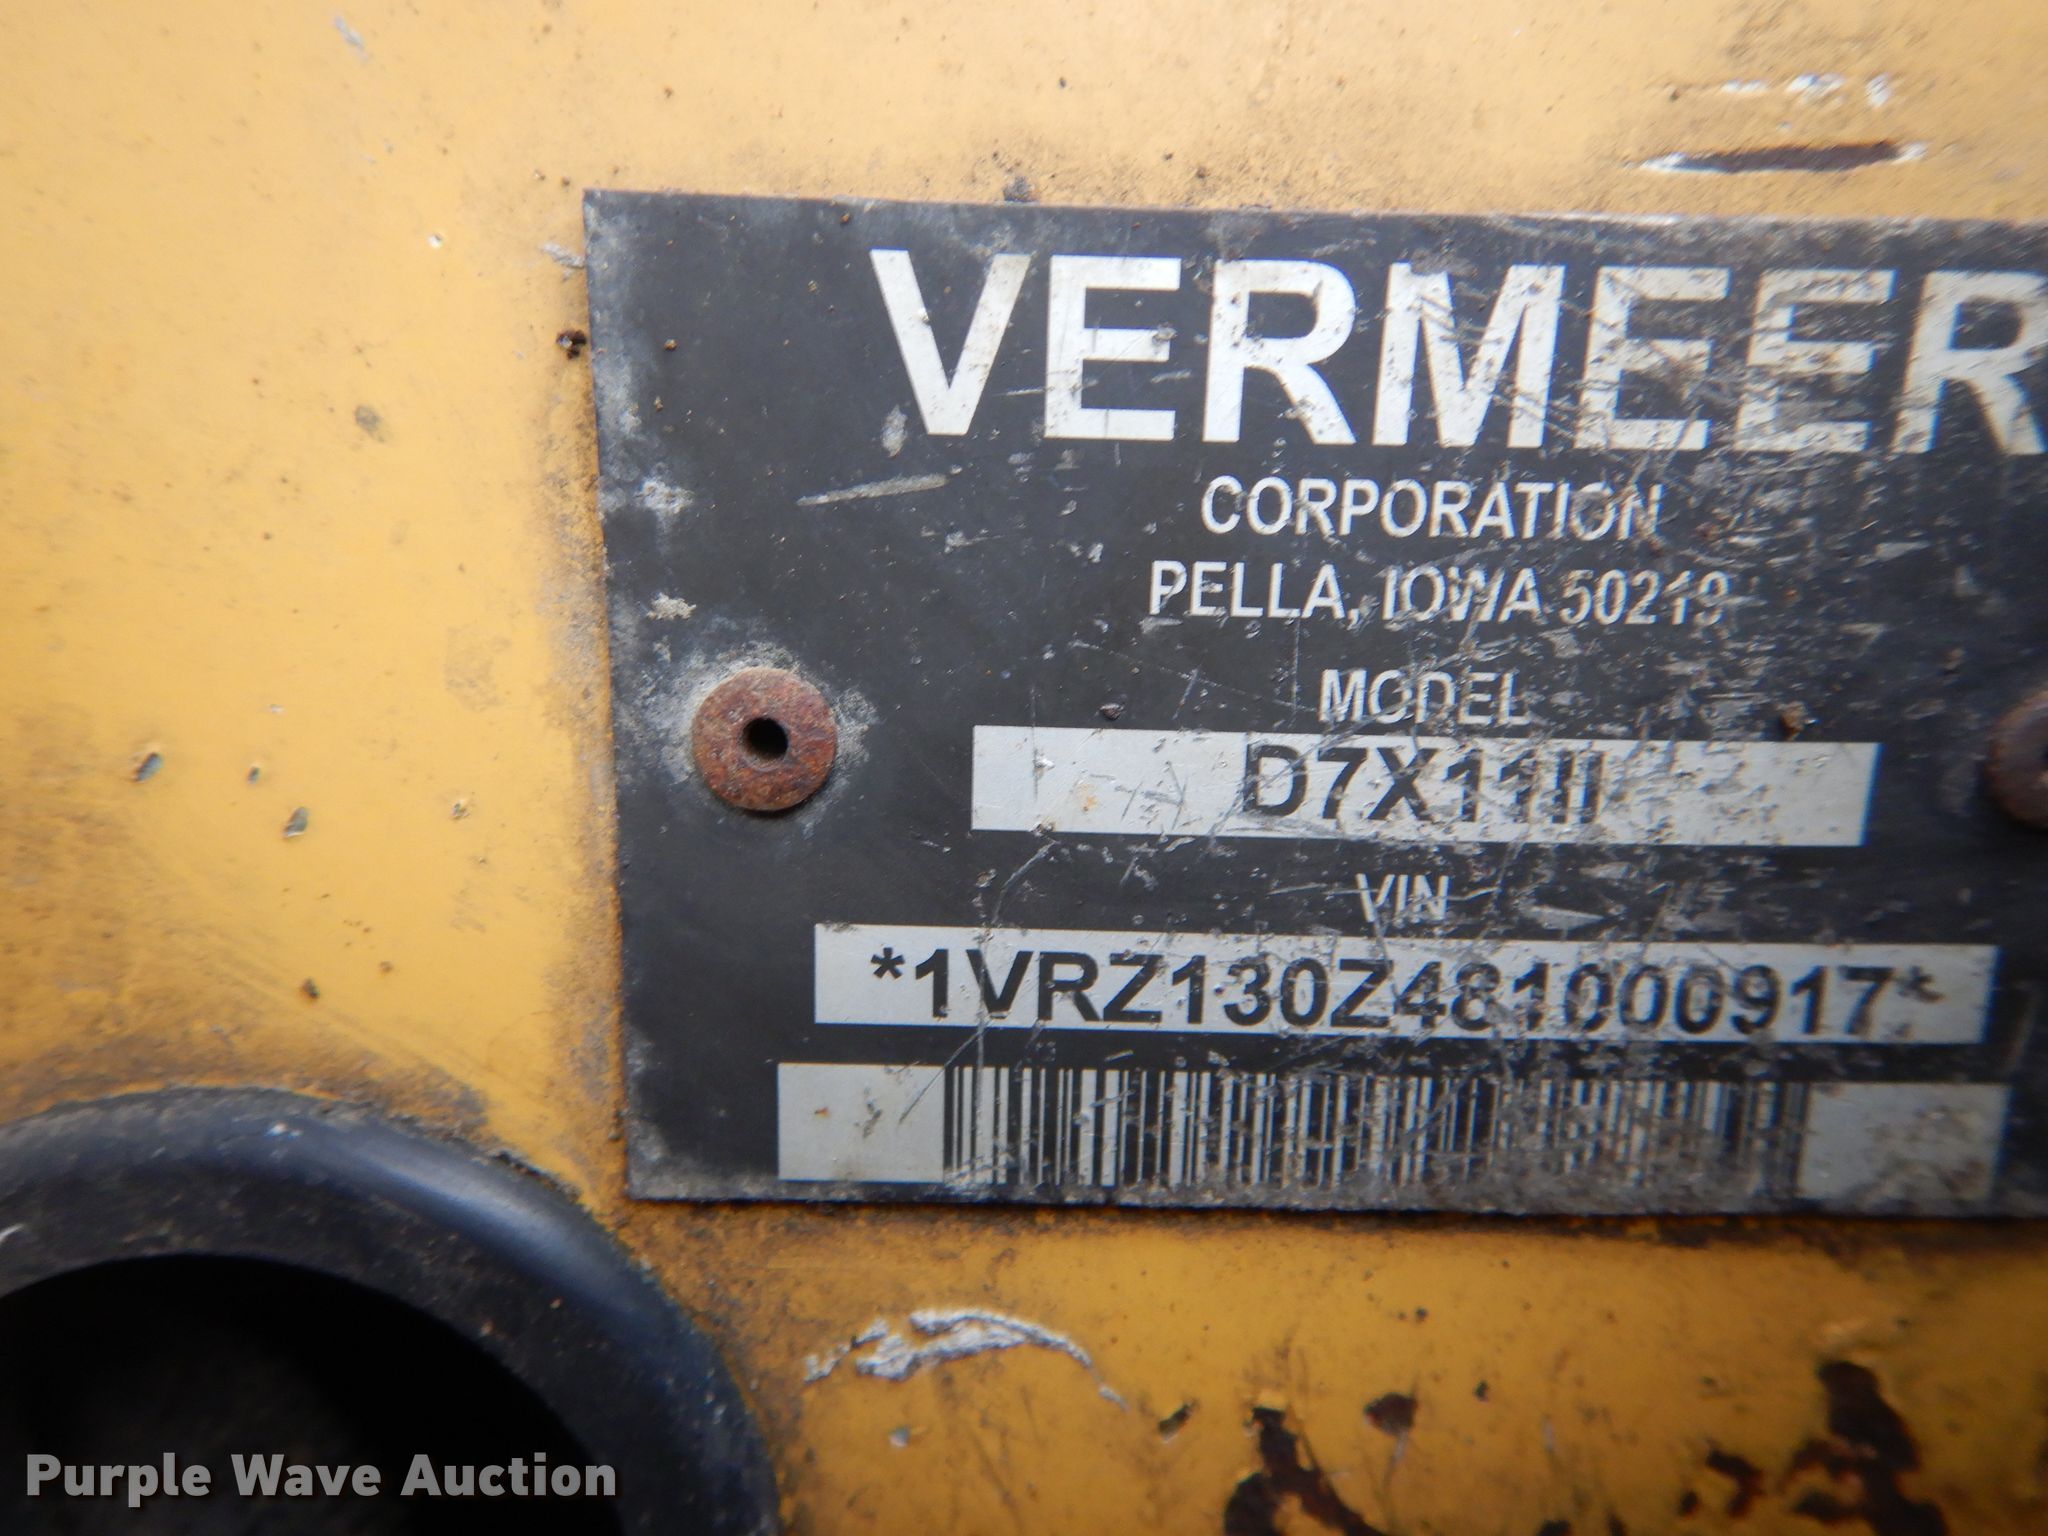 VERMEER
CORPORATION
PELLA, IOWA 50219
MODEL
D7X11II
VIN
*1VRZ130Z481000917*
Purple Wave Auction